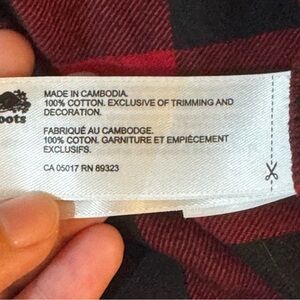 oots
MADE IN CAMBODIA.
100% COTTON. EXCLUSIVE OF TRIMMING AND
DECORATION.
FABRIQUÉ AU CAMBODGE.
100% COTON. GARNITURE ET EMPIÈCEMENT
EXCLUSIFS.
CA 05017 RN 89323